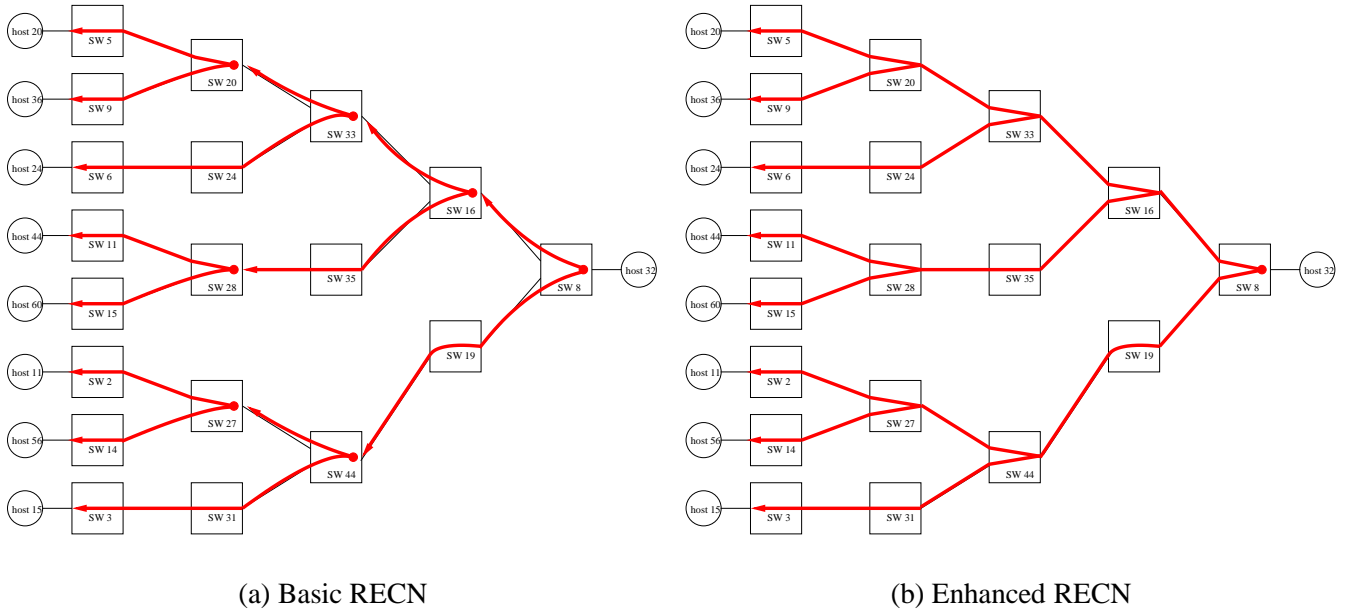 host 20
SW 5
SW 20
host 36
SW 9
SW 33
host 24
SW 6
SW 24
SW 16
host 44
SW 11
SW 28
SW 35
SW 8
host 32
host 60
SW 15
SW 19
host 11
SW 2
SW 27
host 56
SW 14
SW 44
host 15
SW 3
SW 31
(a) Basic RECN
host 20
SW 5
SW 20
host 36
SW 9
SW 33
host 24
SW 6
SW 24
SW 16
host 44
SW 11
SW 28
SW 35
SW 8
host 32
host 60
SW 15
SW 19
host 11
SW 2
SW 27
host 56
SW 14
SW 44
host 15
SW 3
SW 31
(b) Enhanced RECN